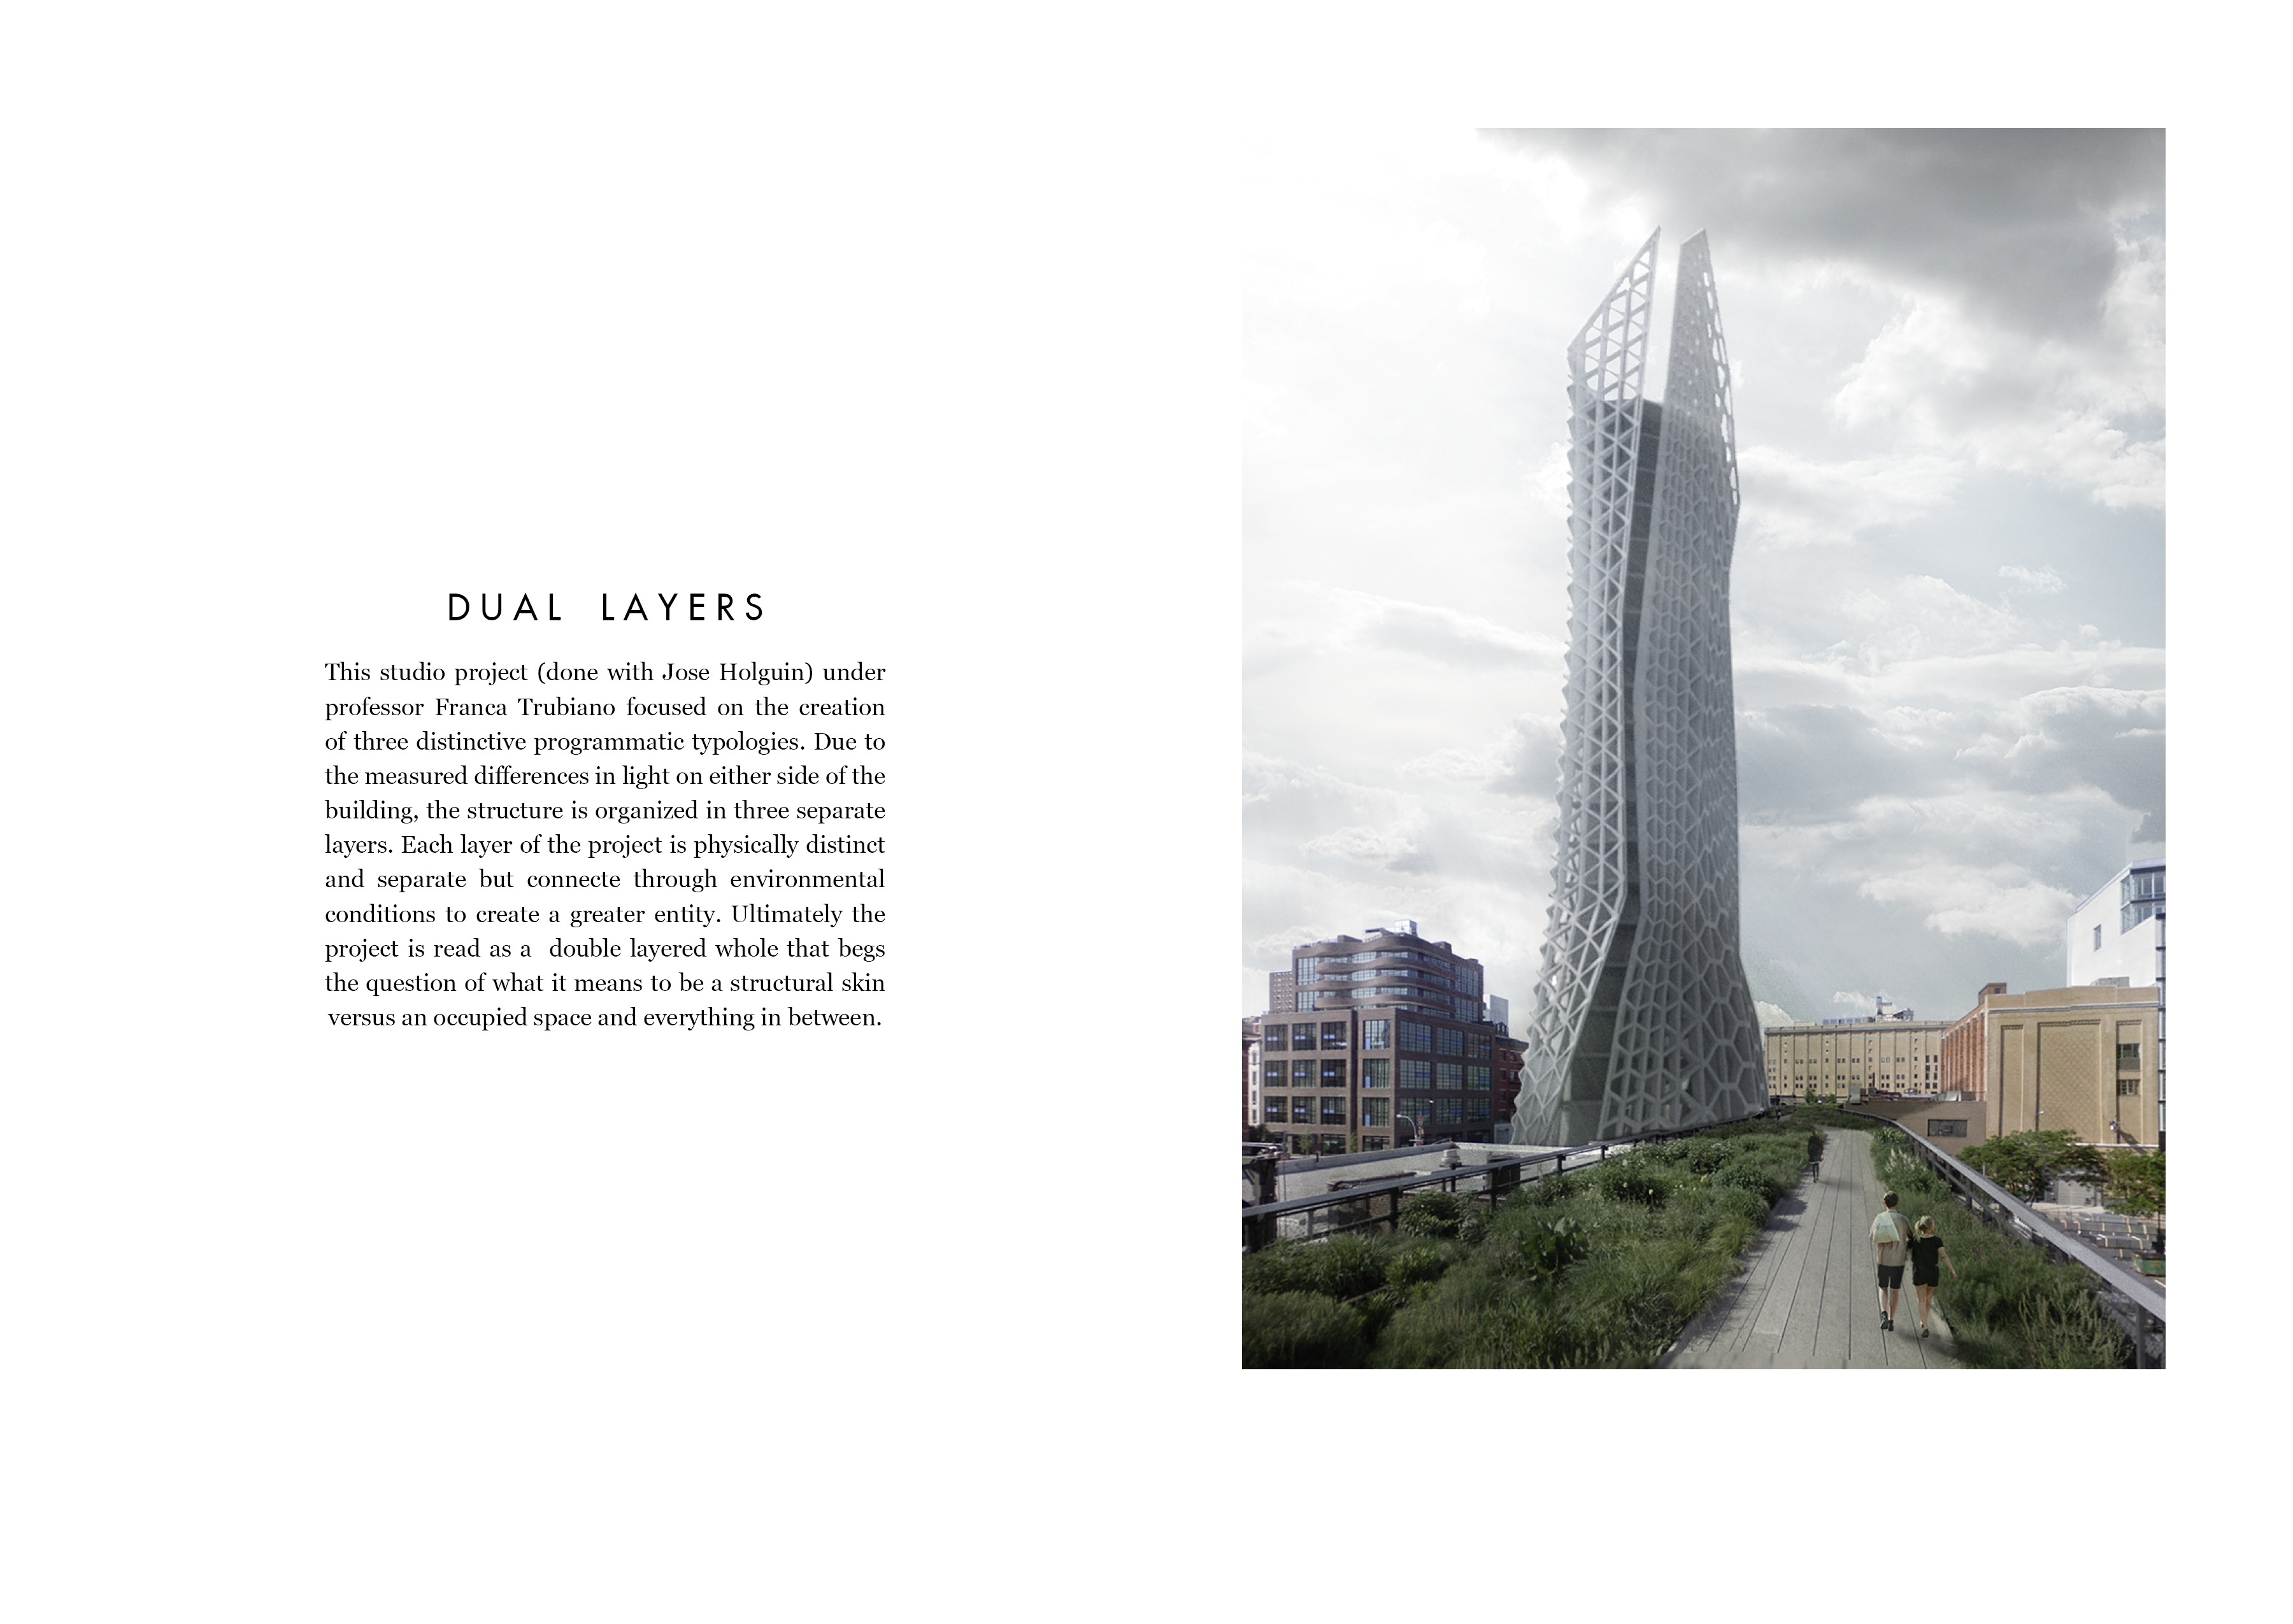 DUAL LAYERS
This studio project (done with Jose Holguin) under
professor Franca Trubiano focused on the creation
of three distinctive programmatic typologies. Due to
the measured differences in light on either side of the
building, the structure is organized in three separate
layers. Each layer of the project is physically distinct
and separate but connecte through environmental
conditions to create a greater entity. Ultimately the
project is read as a  double layered whole that begs
the question of what it means to be a structural skin
versus an occupied space and everything in between.